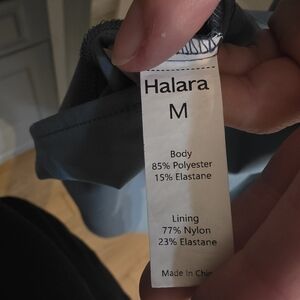 Halara
M
Body
85% Polyester
15% Elastane
Lining
77% Nylon
23% Elastane
Made in China